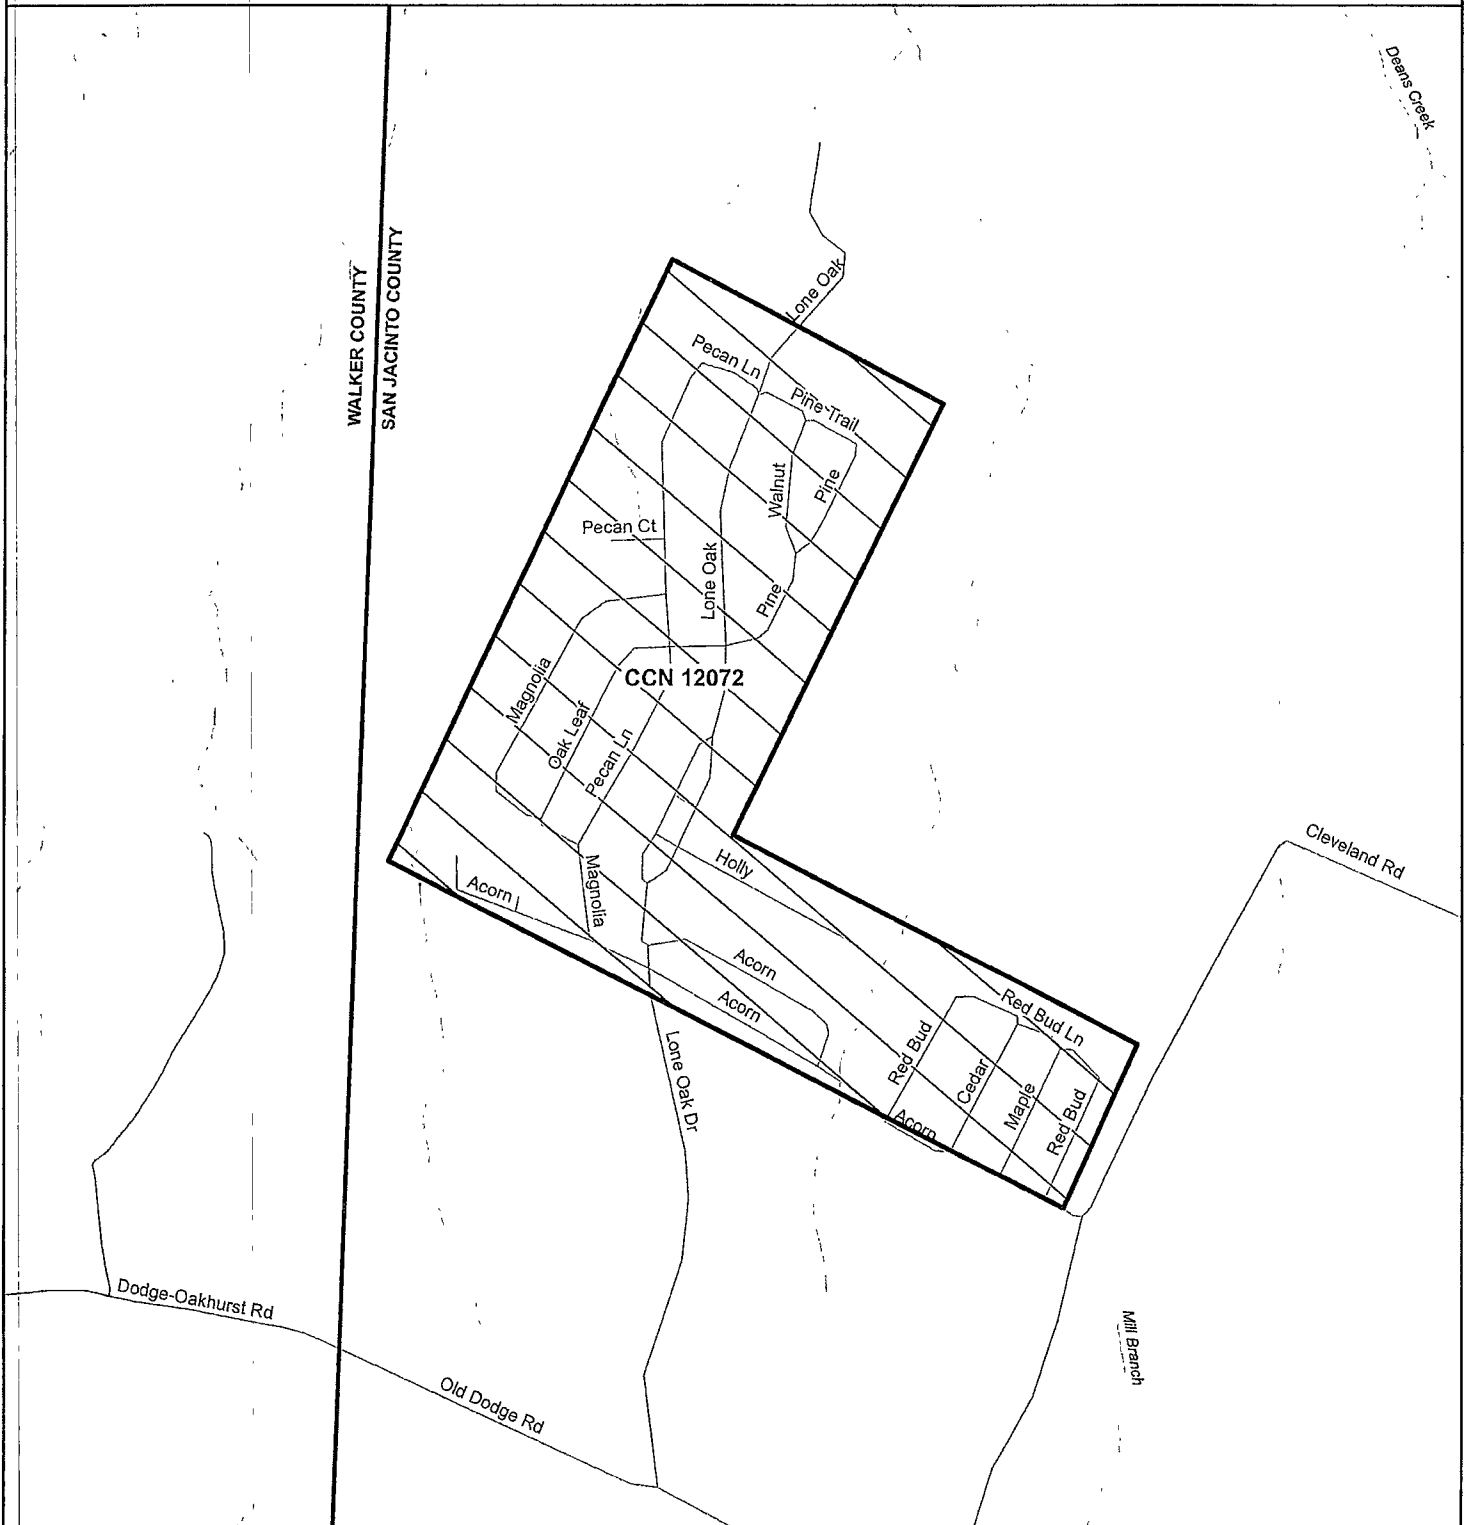 Deans Creek
WALKER COUNTY
SAN JACINTO COUNTY
Lone Oak
Pecan Ln
Pine Trail
Walnut
Pine
Pecan Ct
Lone Oak
Pine
CCN 12072
Magnolia
Oak Leaf
Pecan Ln
Holly
Cleveland Rd
Magnolia
Acorn
Acorn
Acorn
Red Bud Ln
Red Bud
Cedar
Maple
Red Bud
Acorn
Lone Oak Dr
Dodge-Oakhurst Rd
Mill Branch
Old Dodge Rd